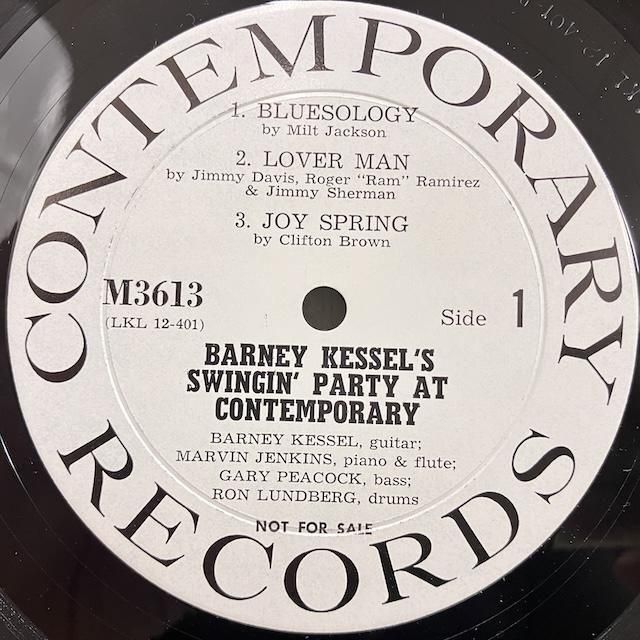 CONTEMPORARY
1. BLUESOLOGY
by Milt Jackson
2. LOVER MAN
by Jimmy Davis, Roger "Ram" Ramirez
& Jimmy Sherman
3. JOY SPRING
by Clifton Brown
M3613
(LKL 12-401)
Side 1
BARNEY KESSEL'S
SWINGIN' PARTY AT
CONTEMPORARY
BARNEY KESSEL, guitar;
MARVIN JENKINS, piano & flute;
GARY PEACOCK, bass;
RON LUNDBERG, drums
NOT FOR SALE
RECORDS